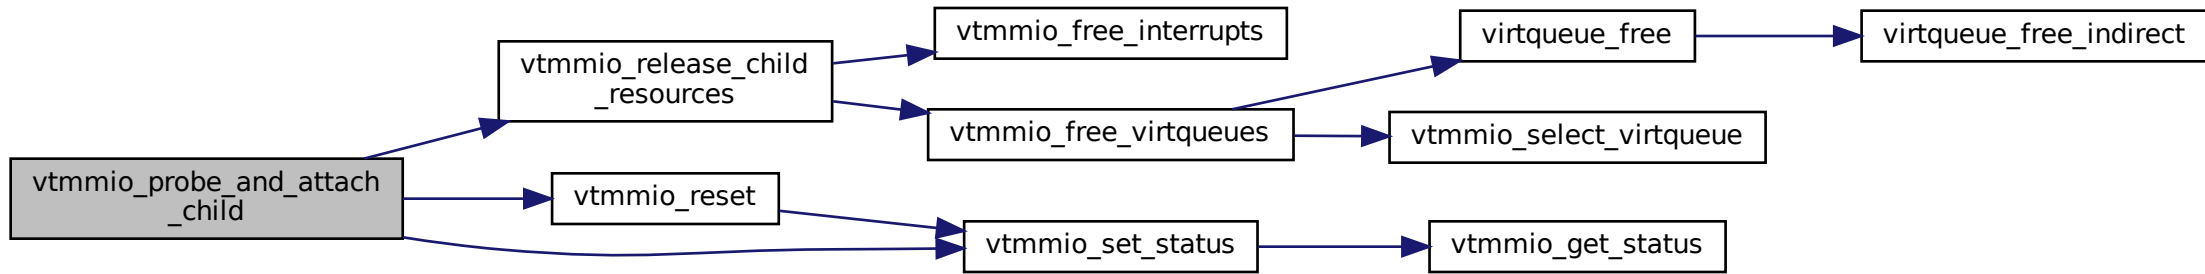 vtmmio_probe_and_attach
_child
vtmmio_release_child
_resources
vtmmio_free_interrupts
vtmmio_free_virtqueues
virtqueue_free
virtqueue_free_indirect
vtmmio_select_virtqueue
vtmmio_reset
vtmmio_set_status
vtmmio_get_status